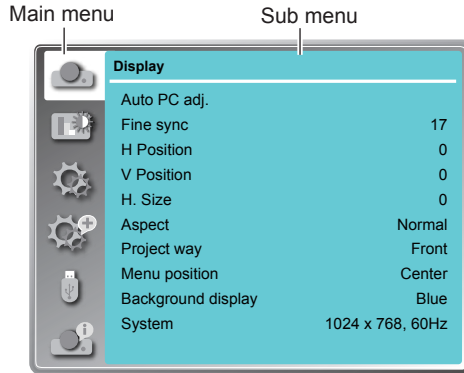 Main menu Sub menu
Display
Auto PC adj.
Fine sync 17
H Position 0
V Position 0
H. Size 0
Aspect Normal
Project way Front
Menu position Center
Background display Blue
System 1024 x 768, 60Hz